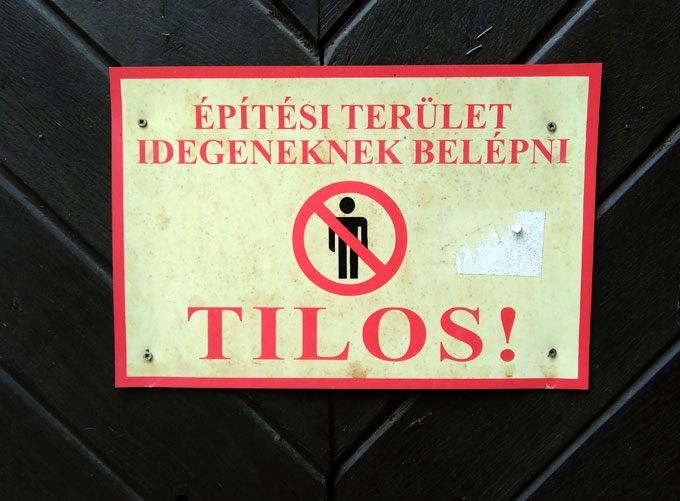 ÉPÍTÉSI TERÜLET
IDEGENEKNEK BELÉPNI
TILOS!